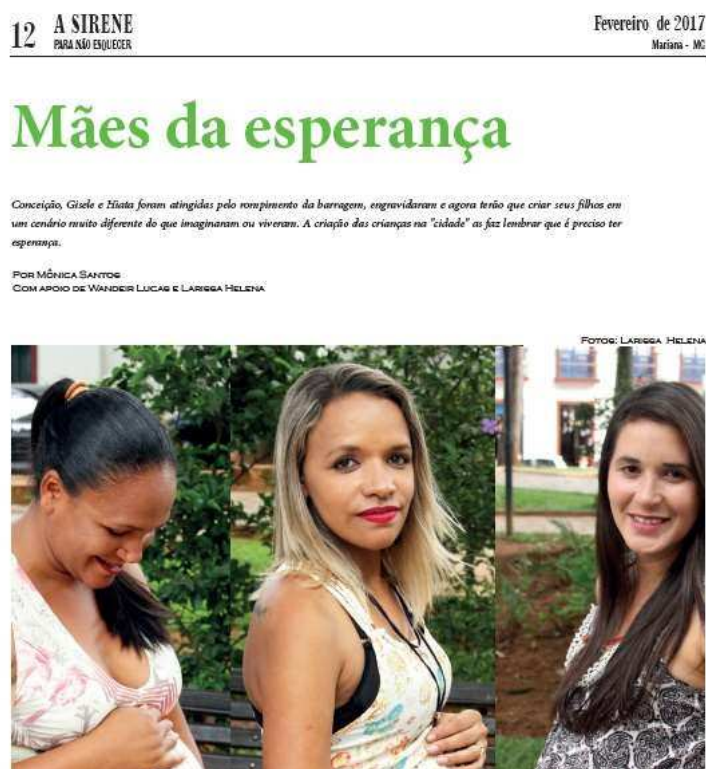 12
A SIRENE
PARA NÃO ESQUECER
Fevereiro de 2017
Mariana - MG
Mães da esperança
Conceição, Gisele e Hiata foram atingidas pelo rompimento da barragem, engravidaram e agora terão que criar seus filhos em
um cenário muito diferente do que imaginaram ou viveram. A criação das crianças na "cidade" as faz lembrar que é preciso ter
esperança.
Por Mônica Santos
Com apoio de Wandeir Lucas e Larissa Helena
Fotos: Larissa Helena